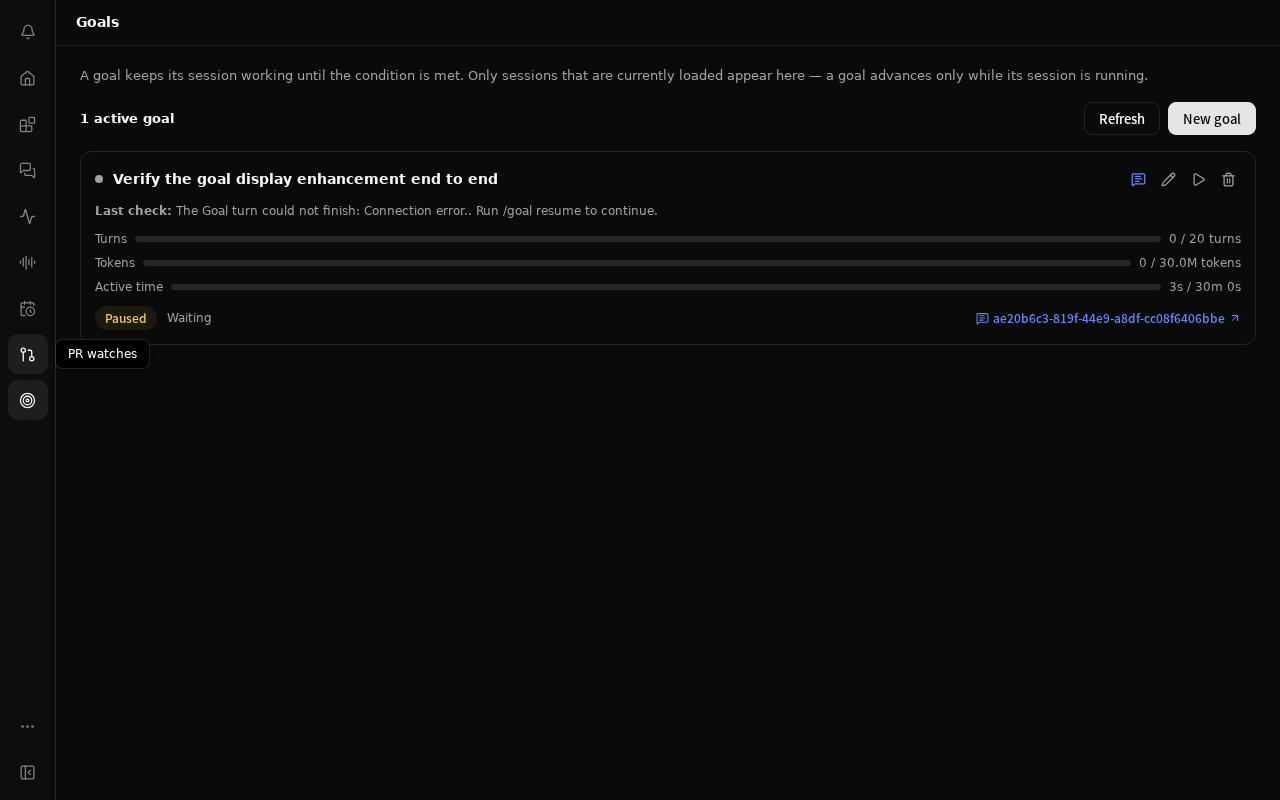 Goals
A goal keeps its session working until the condition is met. Only sessions that are currently loaded appear here — a goal advances only while its session is running.
1 active goal
Refresh
New goal
Verify the goal display enhancement end to end
Last check: The Goal turn could not finish: Connection error.. Run /goal resume to continue.
Turns
0 / 20 turns
Tokens
0 / 30.0M tokens
Active time
3s / 30m 0s
Paused
Waiting
ae20b6c3-819f-44e9-a8df-cc08f6406bbe
PR watches